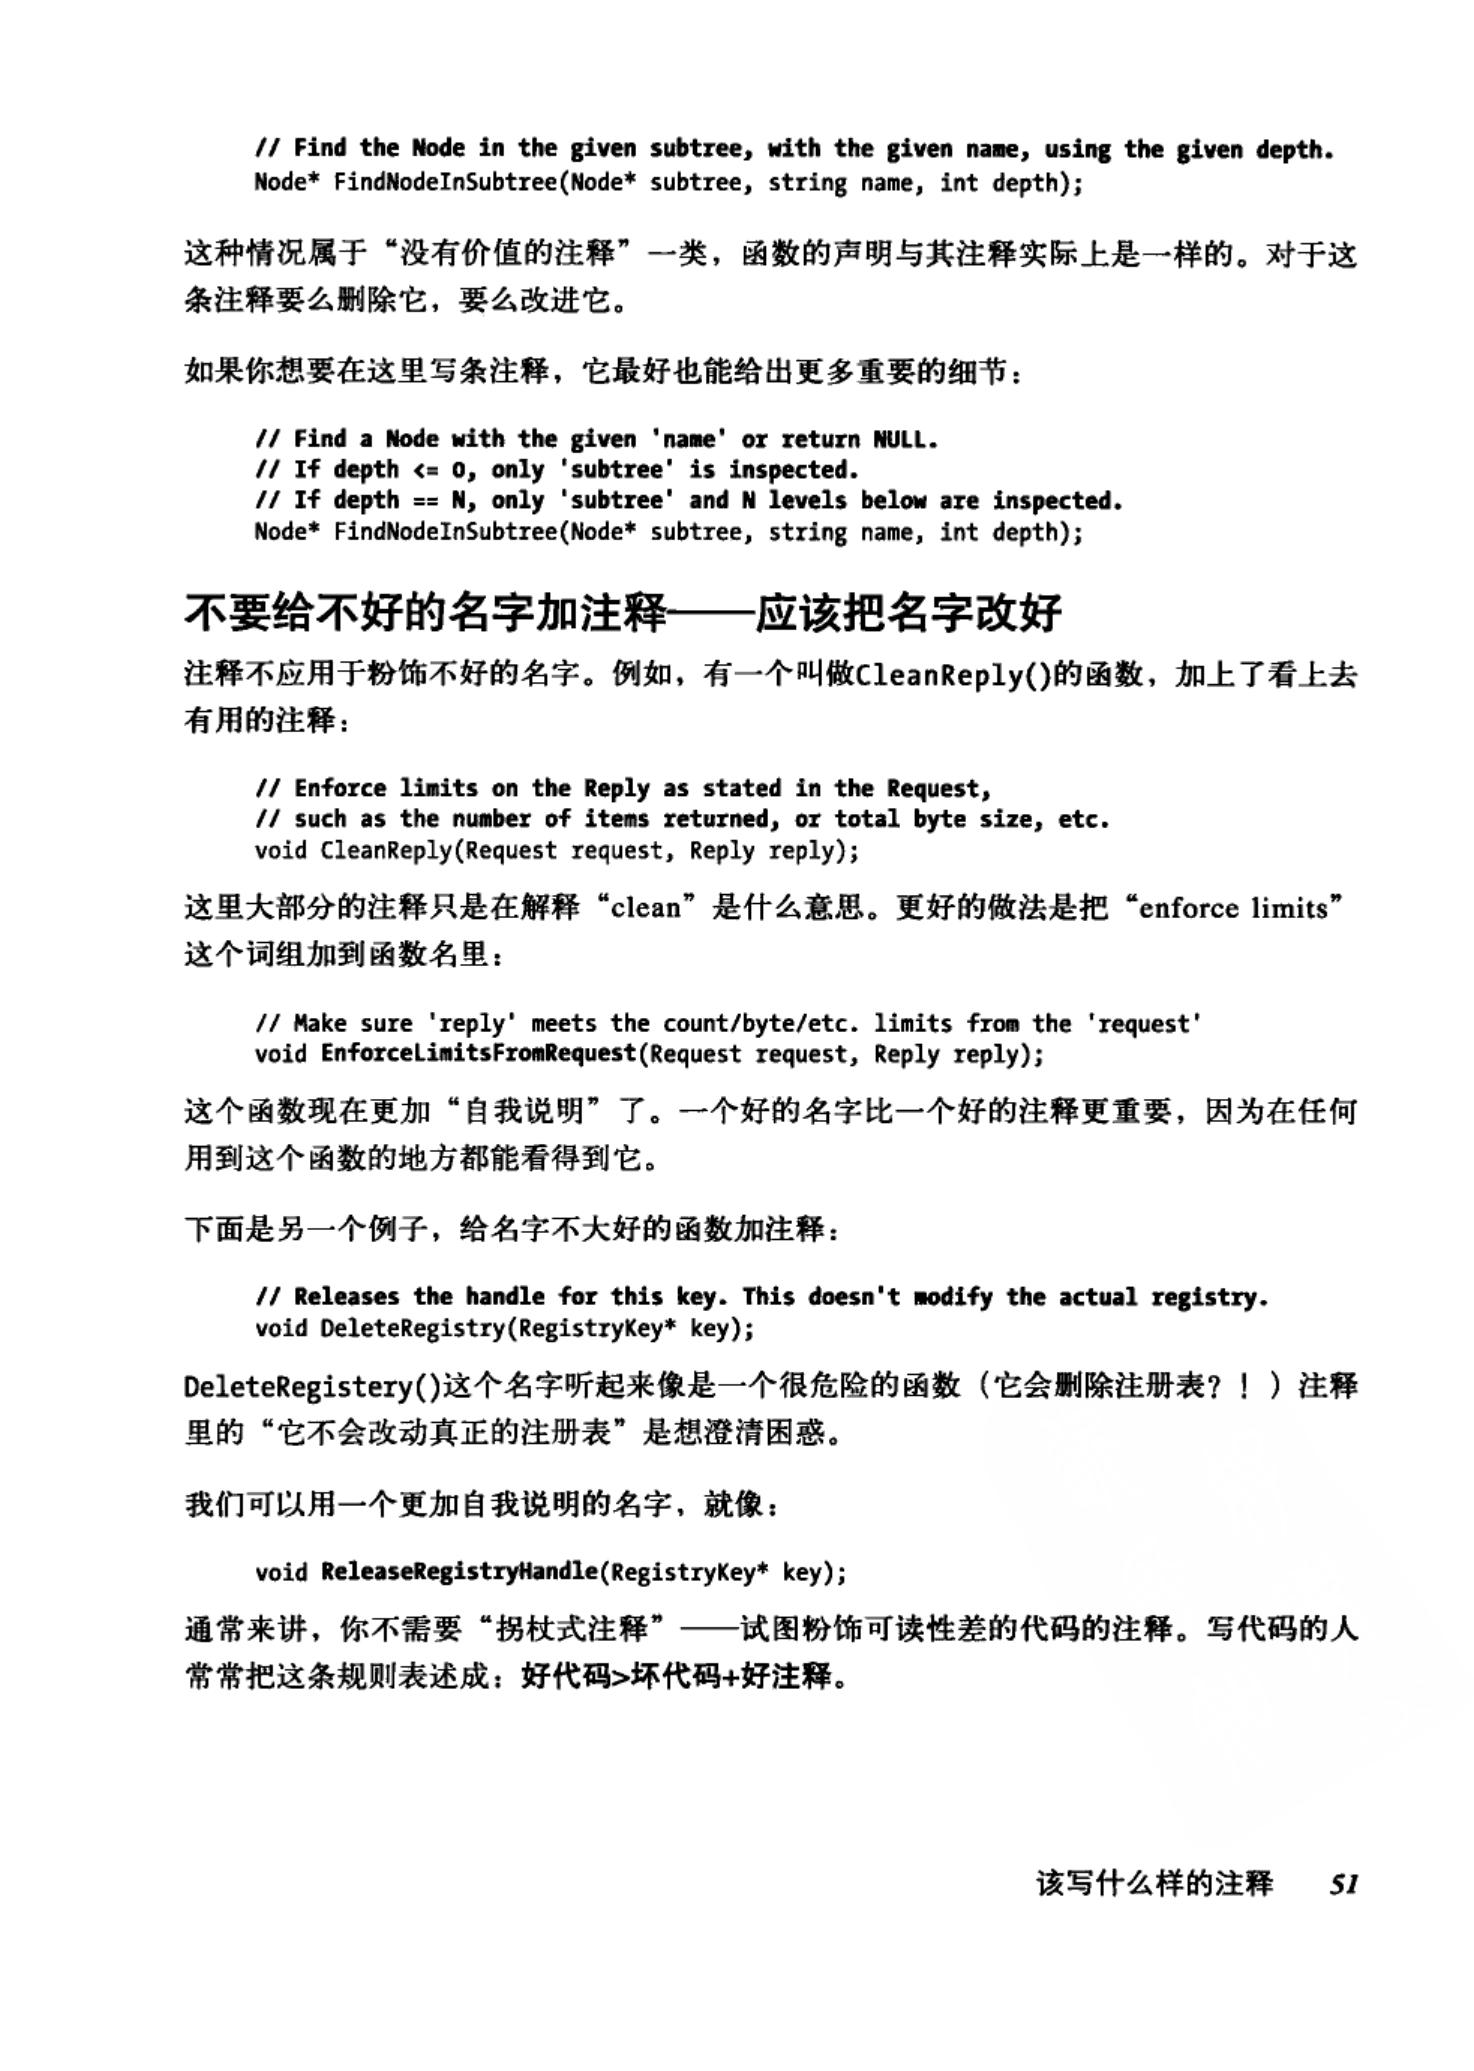 // Find the Node in the given subtree, with the given name, using the given depth.
Node* FindNodeInSubtree(Node* subtree, string name, int depth);
这种情况属于“没有价值的注释”一类，函数的声明与其注释实际上是一样的。对于这
条注释要么删除它，要么改进它。
如果你想要在这里写条注释，它最好也能给出更多重要的细节：
// Find a Node with the given 'name' or return NULL.
// If depth <= 0, only 'subtree' is inspected.
// If depth == N, only 'subtree' and N levels below are inspected.
Node* FindNodeInSubtree(Node* subtree, string name, int depth);
不要给不好的名字加注释——应该把名字改好
注释不应用于粉饰不好的名字。例如，有一个叫做CleanReply()的函数，加上了看上去
有用的注释：
// Enforce limits on the Reply as stated in the Request,
// such as the number of items returned, or total byte size, etc.
void CleanReply(Request request, Reply reply);
这里大部分的注释只是在解释“clean”是什么意思。更好的做法是把“enforce limits”
这个词组加到函数名里：
// Make sure 'reply' meets the count/byte/etc. limits from the 'request'
void EnforceLimitsFromRequest(Request request, Reply reply);
这个函数现在更加“自我说明”了。一个好的名字比一个好的注释更重要，因为在任何
用到这个函数的地方都能看得到它。
下面是另一个例子，给名字不大好的函数加注释：
// Releases the handle for this key. This doesn't modify the actual registry.
void DeleteRegistry(RegistryKey* key);
DeleteRegistery()这个名字听起来像是一个很危险的函数（它会删除注册表？！）注释
里的“它不会改动真正的注册表”是想澄清困惑。
我们可以用一个更加自我说明的名字，就像：
void ReleaseRegistryHandle(RegistryKey* key);
通常来讲，你不需要“拐杖式注释”——试图粉饰可读性差的代码的注释。写代码的人
常常把这条规则表述成：好代码>坏代码+好注释。
该写什么样的注释 51